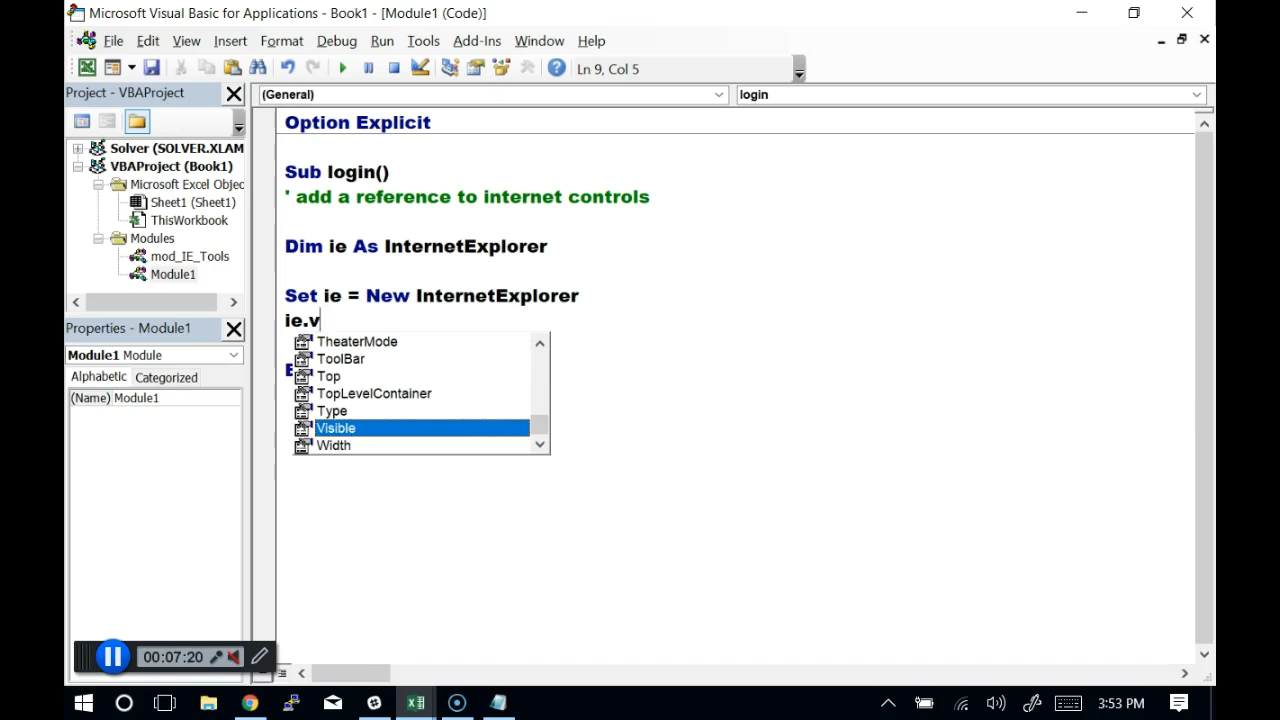 Microsoft Visual Basic for Applications - Book1 - [Module1 (Code)]
File Edit View Insert Format Debug Run Tools Add-Ins Window Help
Ln 9, Col 5
Project - VBAProject
(General) login
Option Explicit
Solver (SOLVER.XLAM
VBAProject (Book1)
Microsoft Excel Objec
Sheet1 (Sheet1)
ThisWorkbook
Modules
mod_IE_Tools
Module1
Sub login()
' add a reference to internet controls
Dim ie As InternetExplorer
Set ie = New InternetExplorer
ie.v
E
TheaterMode
ToolBar
Top
TopLevelContainer
Type
Visible
Width
Properties - Module1
Module1 Module
Alphabetic Categorized
(Name) Module1
00:07:20
3:53 PM